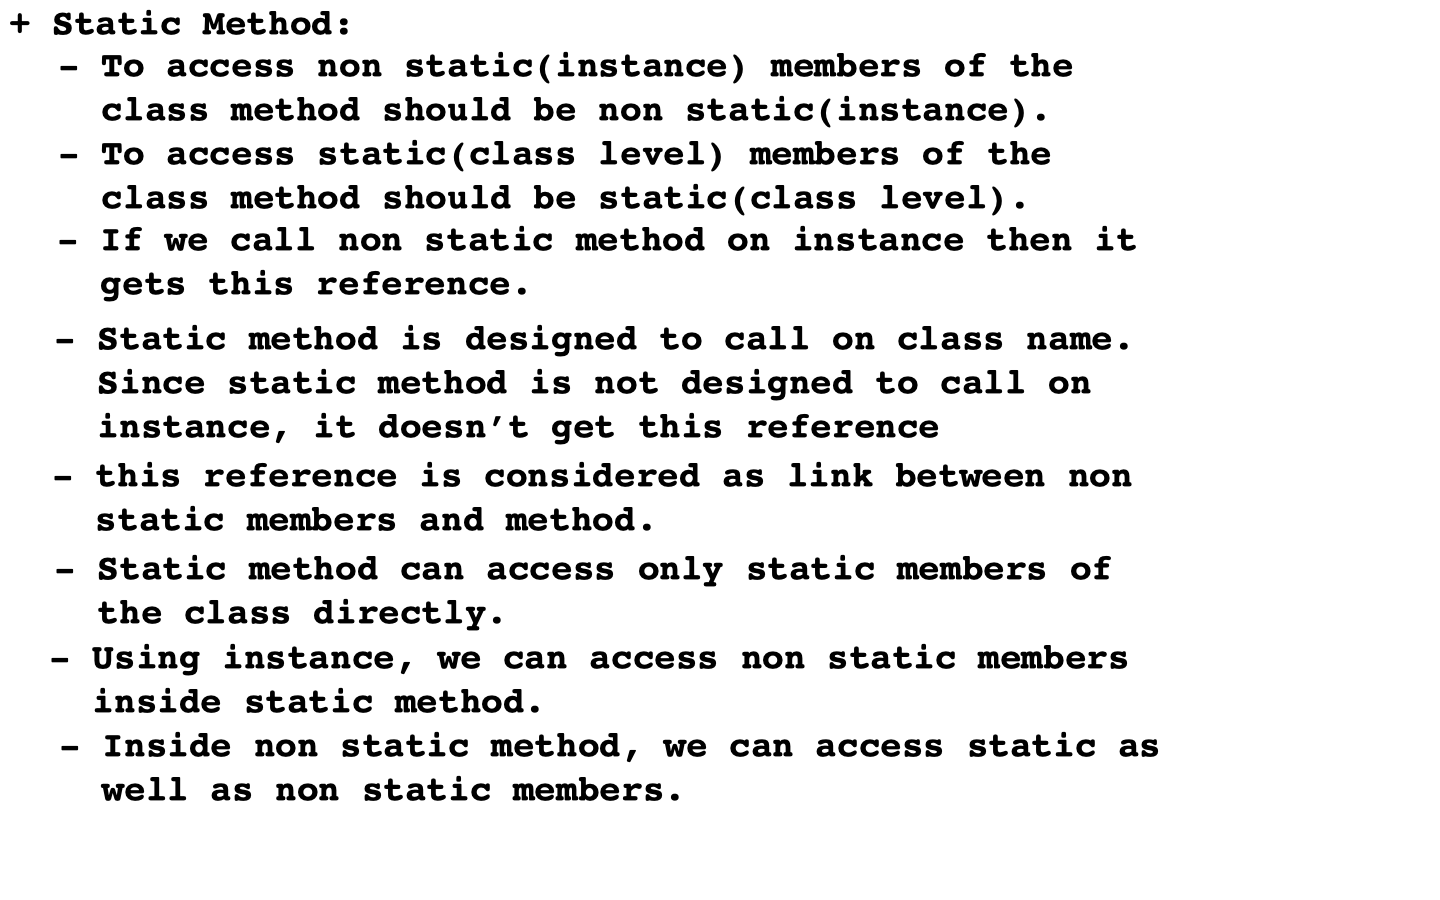 + Static Method:
- To access non static(instance) members of the
class method should be non static(instance).
- To access static(class level) members of the
class method should be static(class level).
- If we call non static method on instance then it
gets this reference.
- Static method is designed to call on class name.
Since static method is not designed to call on
instance, it doesn’t get this reference
- this reference is considered as link between non
static members and method.
- Static method can access only static members of
the class directly.
- Using instance, we can access non static members
inside static method.
- Inside non static method, we can access static as
well as non static members.